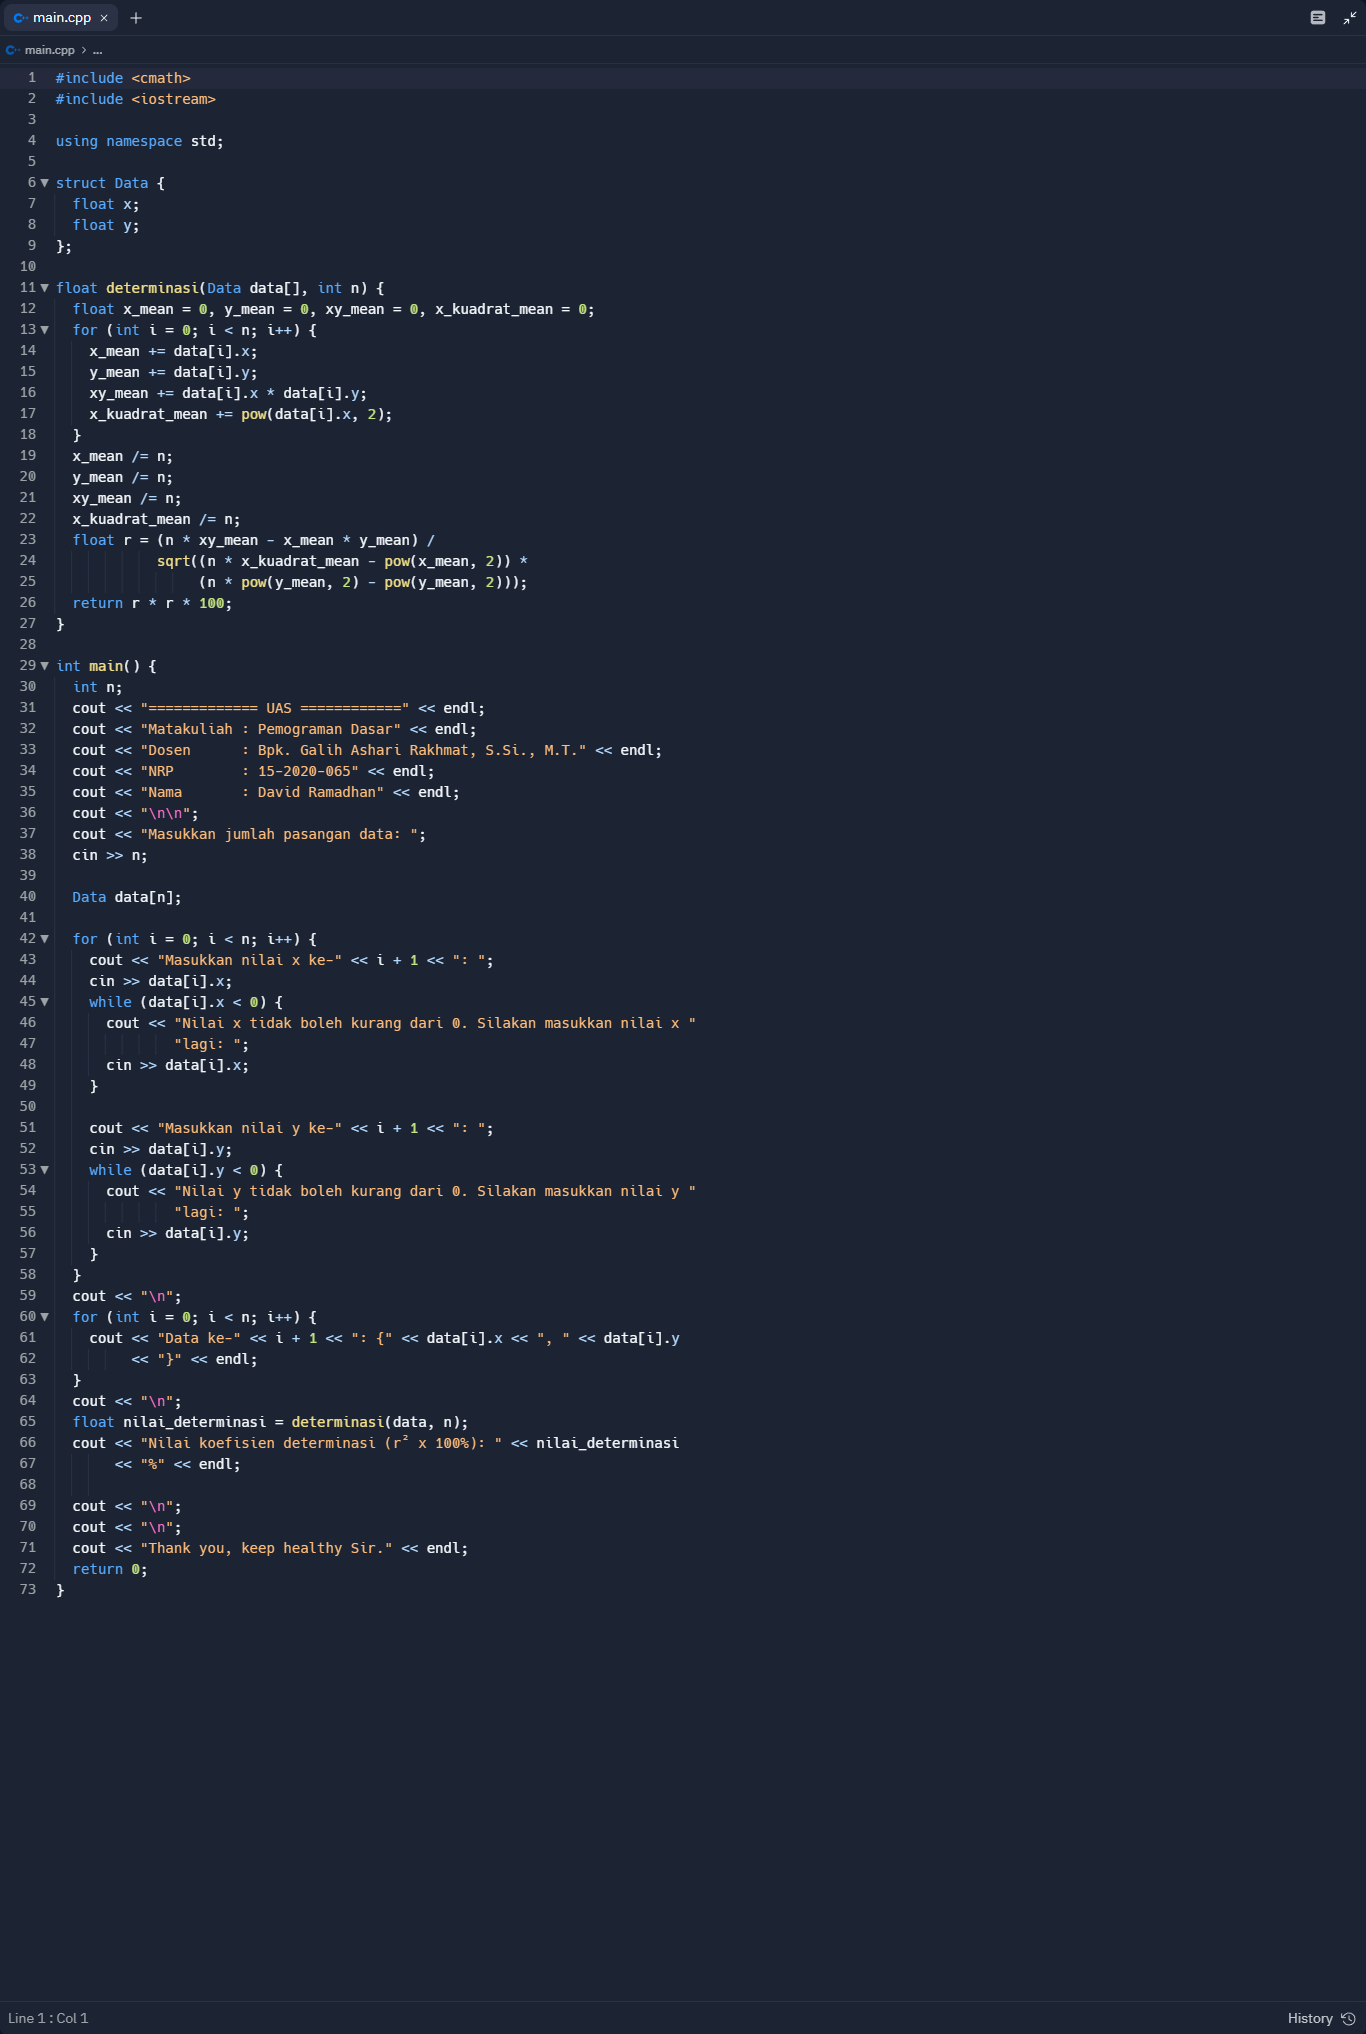 main.cpp
main.cpp > ...
1 #include <cmath>
2 #include <iostream>
3
4 using namespace std;
5
6 struct Data {
7   float x;
8   float y;
9 };
10
11 float determinasi(Data data[], int n) {
12   float x_mean = 0, y_mean = 0, xy_mean = 0, x_kuadrat_mean = 0;
13   for (int i = 0; i < n; i++) {
14     x_mean += data[i].x;
15     y_mean += data[i].y;
16     xy_mean += data[i].x * data[i].y;
17     x_kuadrat_mean += pow(data[i].x, 2);
18   }
19   x_mean /= n;
20   y_mean /= n;
21   xy_mean /= n;
22   x_kuadrat_mean /= n;
23   float r = (n * xy_mean - x_mean * y_mean) /
24             sqrt((n * x_kuadrat_mean - pow(x_mean, 2)) *
25                  (n * pow(y_mean, 2) - pow(y_mean, 2)));
26   return r * r * 100;
27 }
28
29 int main() {
30   int n;
31   cout << "============= UAS ============" << endl;
32   cout << "Matakuliah : Pemograman Dasar" << endl;
33   cout << "Dosen      : Bpk. Galih Ashari Rakhmat, S.Si., M.T." << endl;
34   cout << "NRP        : 15-2020-065" << endl;
35   cout << "Nama       : David Ramadhan" << endl;
36   cout << "\n\n";
37   cout << "Masukkan jumlah pasangan data: ";
38   cin >> n;
39
40   Data data[n];
41
42   for (int i = 0; i < n; i++) {
43     cout << "Masukkan nilai x ke-" << i + 1 << ": ";
44     cin >> data[i].x;
45     while (data[i].x < 0) {
46       cout << "Nilai x tidak boleh kurang dari 0. Silakan masukkan nilai x "
47               "lagi: ";
48       cin >> data[i].x;
49     }
50
51     cout << "Masukkan nilai y ke-" << i + 1 << ": ";
52     cin >> data[i].y;
53     while (data[i].y < 0) {
54       cout << "Nilai y tidak boleh kurang dari 0. Silakan masukkan nilai y "
55               "lagi: ";
56       cin >> data[i].y;
57     }
58   }
59   cout << "\n";
60   for (int i = 0; i < n; i++) {
61     cout << "Data ke-" << i + 1 << ": {" << data[i].x << ", " << data[i].y
62          << "}" << endl;
63   }
64   cout << "\n";
65   float nilai_determinasi = determinasi(data, n);
66   cout << "Nilai koefisien determinasi (r² x 100%): " << nilai_determinasi
67        << "%" << endl;
68
69   cout << "\n";
70   cout << "\n";
71   cout << "Thank you, keep healthy Sir." << endl;
72   return 0;
73 }
Line 1 : Col 1
History